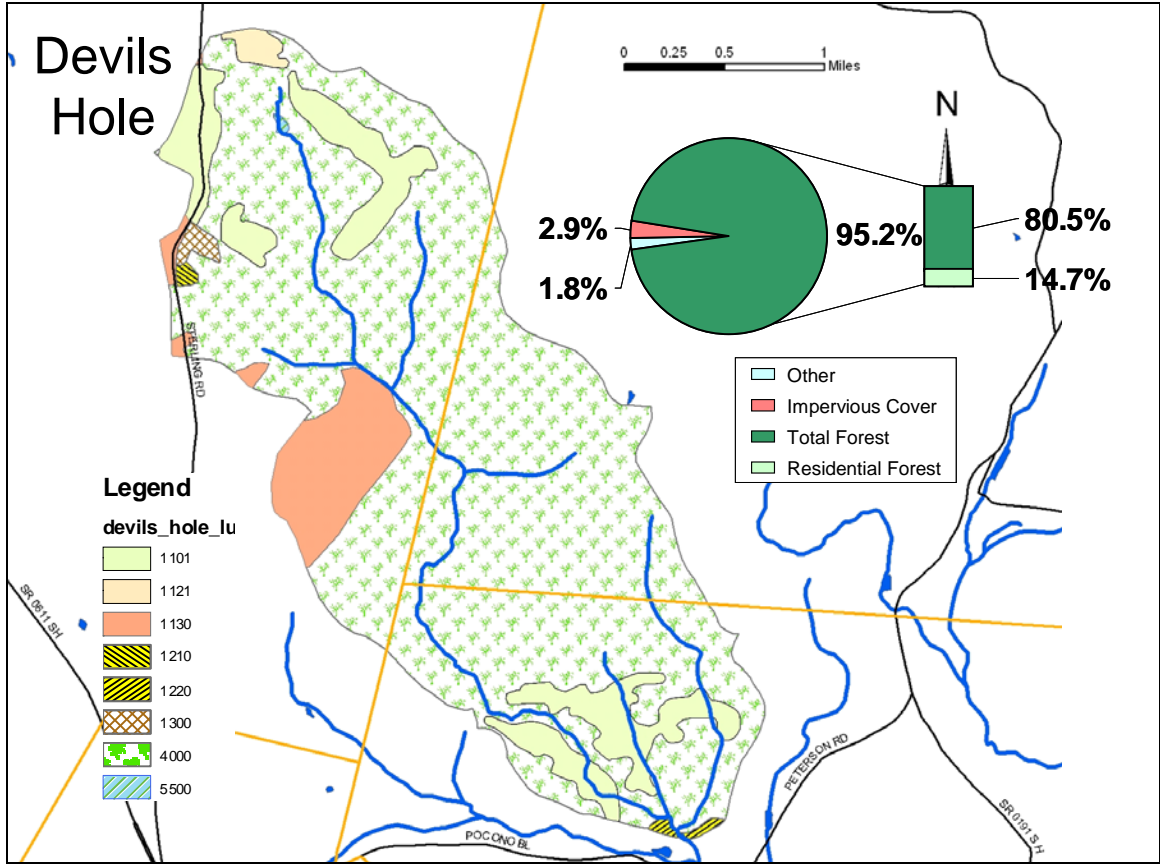 Devils
Hole
0 0.25 0.5 1
Miles
N
2.9%
1.8%
95.2%
80.5%
14.7%
Other
Impervious Cover
Total Forest
Residential Forest
STERLING RD
Legend
devils_hole_lu
1101
1121
1130
1210
1220
1300
4000
5500
SR 0611 SH
POCONO BL
PETERSON RD
SR 0191 SH